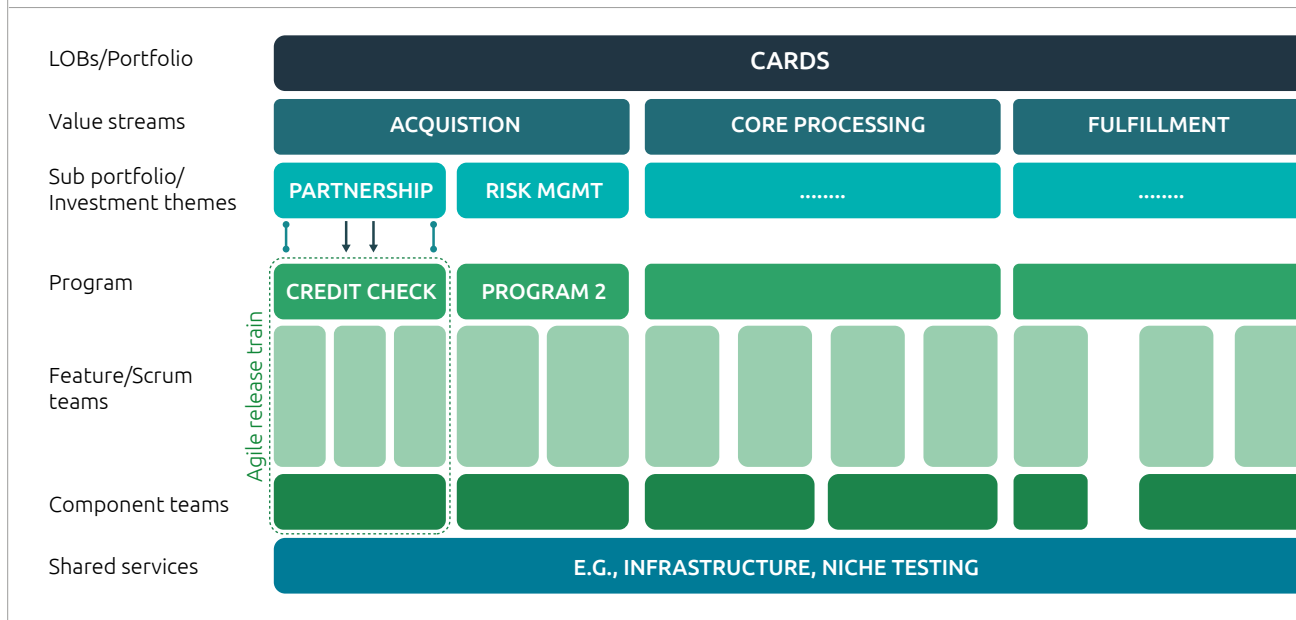 LOBs/Portfolio
CARDS
Value streams
ACQUISTION
CORE PROCESSING
FULFILLMENT
Sub portfolio/
Investment themes
PARTNERSHIP
RISK MGMT
........
........
Program
CREDIT CHECK
PROGRAM 2
Agile release train
Feature/Scrum
teams
Component teams
Shared services
E.G., INFRASTRUCTURE, NICHE TESTING